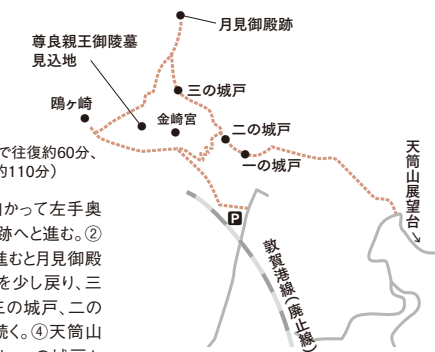 月見御殿跡
尊良親王御陵墓
見込地
三の城戸
鴎ヶ崎
金崎宮
二の城戸
一の城戸
天筒山展望台
P
敦賀港線(廃止線)
で往復約60分、
約110分）
向かって左手奥
跡へと進む。②
進むと月見御殿
を少し戻り、三
三の城戸、二の
続く。④天筒山